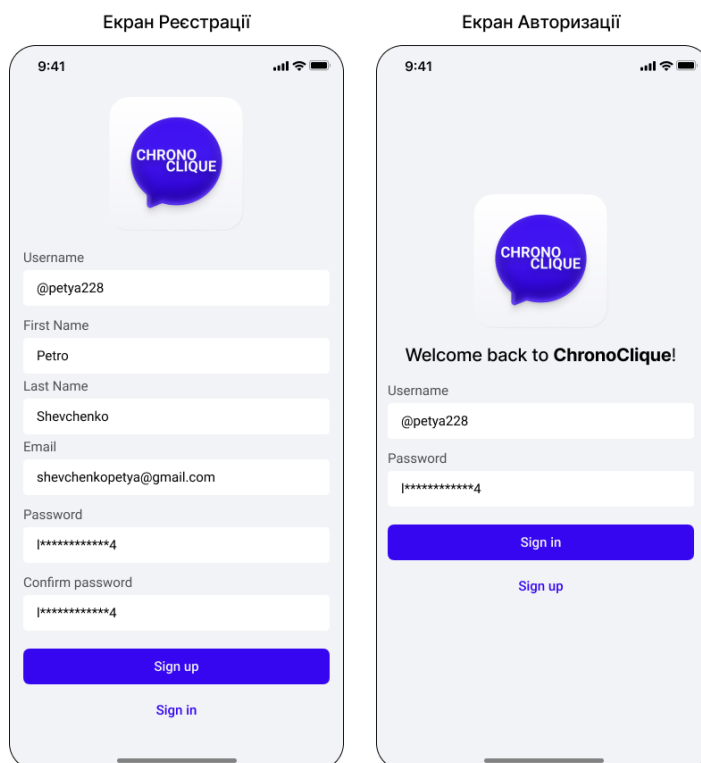 Екран Реєстрації
9:41
CHRONO
CLIQUE
Username
@petya228
First Name
Petro
Last Name
Shevchenko
Email
shevchenkopetya@gmail.com
Password
l************4
Confirm password
l************4
Sign up
Sign in
Екран Авторизації
9:41
CHRONO
CLIQUE
Welcome back to ChronoClique!
Username
@petya228
Password
l************4
Sign in
Sign up